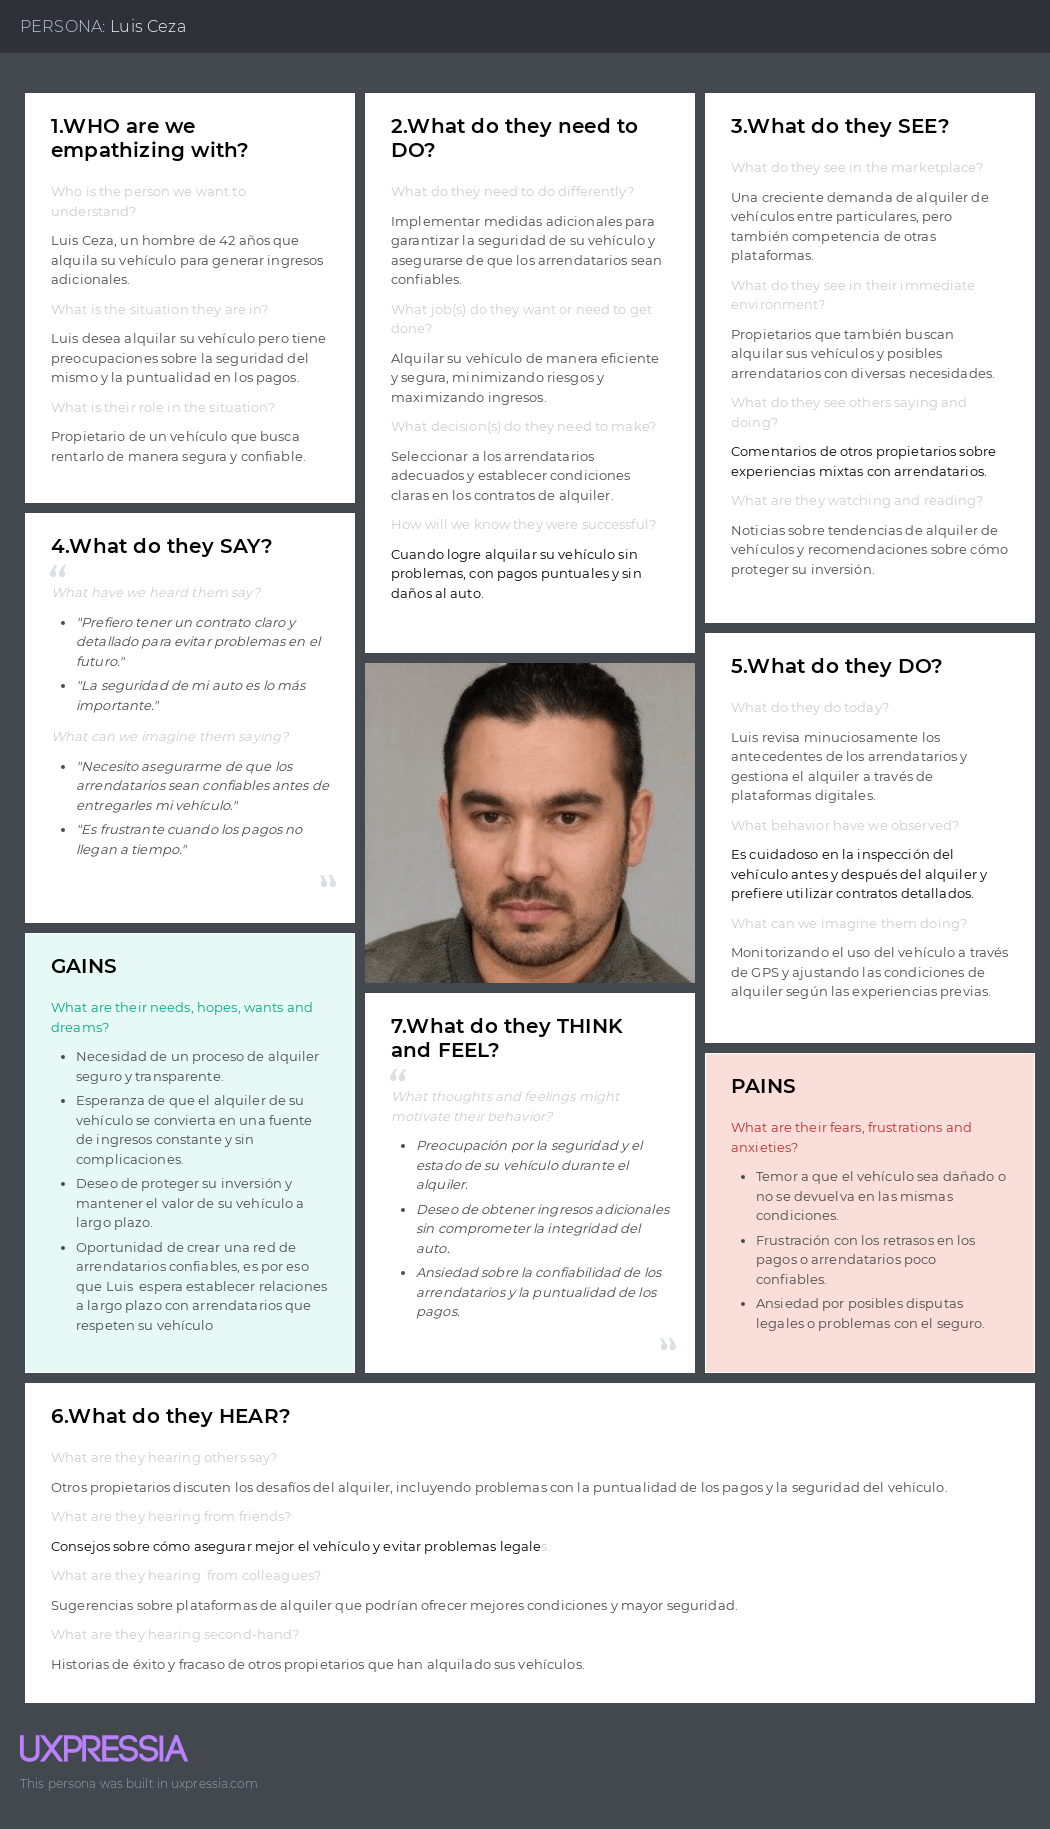 PERSONA: Luis Ceza
1.WHO are we
empathizing with?
Who is the person we want to
understand?
Luis Ceza, un hombre de 42 años que
alquila su vehículo para generar ingresos
adicionales.
What is the situation they are in?
Luis desea alquilar su vehículo pero tiene
preocupaciones sobre la seguridad del
mismo y la puntualidad en los pagos.
What is their role in the situation?
Propietario de un vehículo que busca
rentarlo de manera segura y confiable.
2.What do they need to
DO?
What do they need to do differently?
Implementar medidas adicionales para
garantizar la seguridad de su vehículo y
asegurarse de que los arrendatarios sean
confiables.
What job(s) do they want or need to get
done?
Alquilar su vehículo de manera eficiente
y segura, minimizando riesgos y
maximizando ingresos.
What decision(s) do they need to make?
Seleccionar a los arrendatarios
adecuados y establecer condiciones
claras en los contratos de alquiler.
How will we know they were successful?
Cuando logre alquilar su vehículo sin
problemas, con pagos puntuales y sin
daños al auto.
3.What do they SEE?
What do they see in the marketplace?
Una creciente demanda de alquiler de
vehículos entre particulares, pero
también competencia de otras
plataformas.
What do they see in their immediate
environment?
Propietarios que también buscan
alquilar sus vehículos y posibles
arrendatarios con diversas necesidades.
What do they see others saying and
doing?
Comentarios de otros propietarios sobre
experiencias mixtas con arrendatarios.
What are they watching and reading?
Noticias sobre tendencias de alquiler de
vehículos y recomendaciones sobre cómo
proteger su inversión.
4.What do they SAY?
“
What have we heard them say?
• "Prefiero tener un contrato claro y
detallado para evitar problemas en el
futuro."
• "La seguridad de mi auto es lo más
importante."
What can we imagine them saying?
• "Necesito asegurarme de que los
arrendatarios sean confiables antes de
entregarles mi vehículo."
• "Es frustrante cuando los pagos no
llegan a tiempo."
”
5.What do they DO?
What do they do today?
Luis revisa minuciosamente los
antecedentes de los arrendatarios y
gestiona el alquiler a través de
plataformas digitales.
What behavior have we observed?
Es cuidadoso en la inspección del
vehículo antes y después del alquiler y
prefiere utilizar contratos detallados.
What can we imagine them doing?
Monitorizando el uso del vehículo a través
de GPS y ajustando las condiciones de
alquiler según las experiencias previas.
GAINS
What are their needs, hopes, wants and
dreams?
• Necesidad de un proceso de alquiler
seguro y transparente.
• Esperanza de que el alquiler de su
vehículo se convierta en una fuente
de ingresos constante y sin
complicaciones.
• Deseo de proteger su inversión y
mantener el valor de su vehículo a
largo plazo.
• Oportunidad de crear una red de
arrendatarios confiables, es por eso
que Luis espera establecer relaciones
a largo plazo con arrendatarios que
respeten su vehículo
7.What do they THINK
and FEEL?
“
What thoughts and feelings might
motivate their behavior?
• Preocupación por la seguridad y el
estado de su vehículo durante el
alquiler.
• Deseo de obtener ingresos adicionales
sin comprometer la integridad del
auto.
• Ansiedad sobre la confiabilidad de los
arrendatarios y la puntualidad de los
pagos.
”
PAINS
What are their fears, frustrations and
anxieties?
• Temor a que el vehículo sea dañado o
no se devuelva en las mismas
condiciones.
• Frustración con los retrasos en los
pagos o arrendatarios poco
confiables.
• Ansiedad por posibles disputas
legales o problemas con el seguro.
6.What do they HEAR?
What are they hearing others say?
Otros propietarios discuten los desafíos del alquiler, incluyendo problemas con la puntualidad de los pagos y la seguridad del vehículo.
What are they hearing from friends?
Consejos sobre cómo asegurar mejor el vehículo y evitar problemas legales.
What are they hearing from colleagues?
Sugerencias sobre plataformas de alquiler que podrían ofrecer mejores condiciones y mayor seguridad.
What are they hearing second-hand?
Historias de éxito y fracaso de otros propietarios que han alquilado sus vehículos.
UXPRESSIA
This persona was built in uxpressia.com